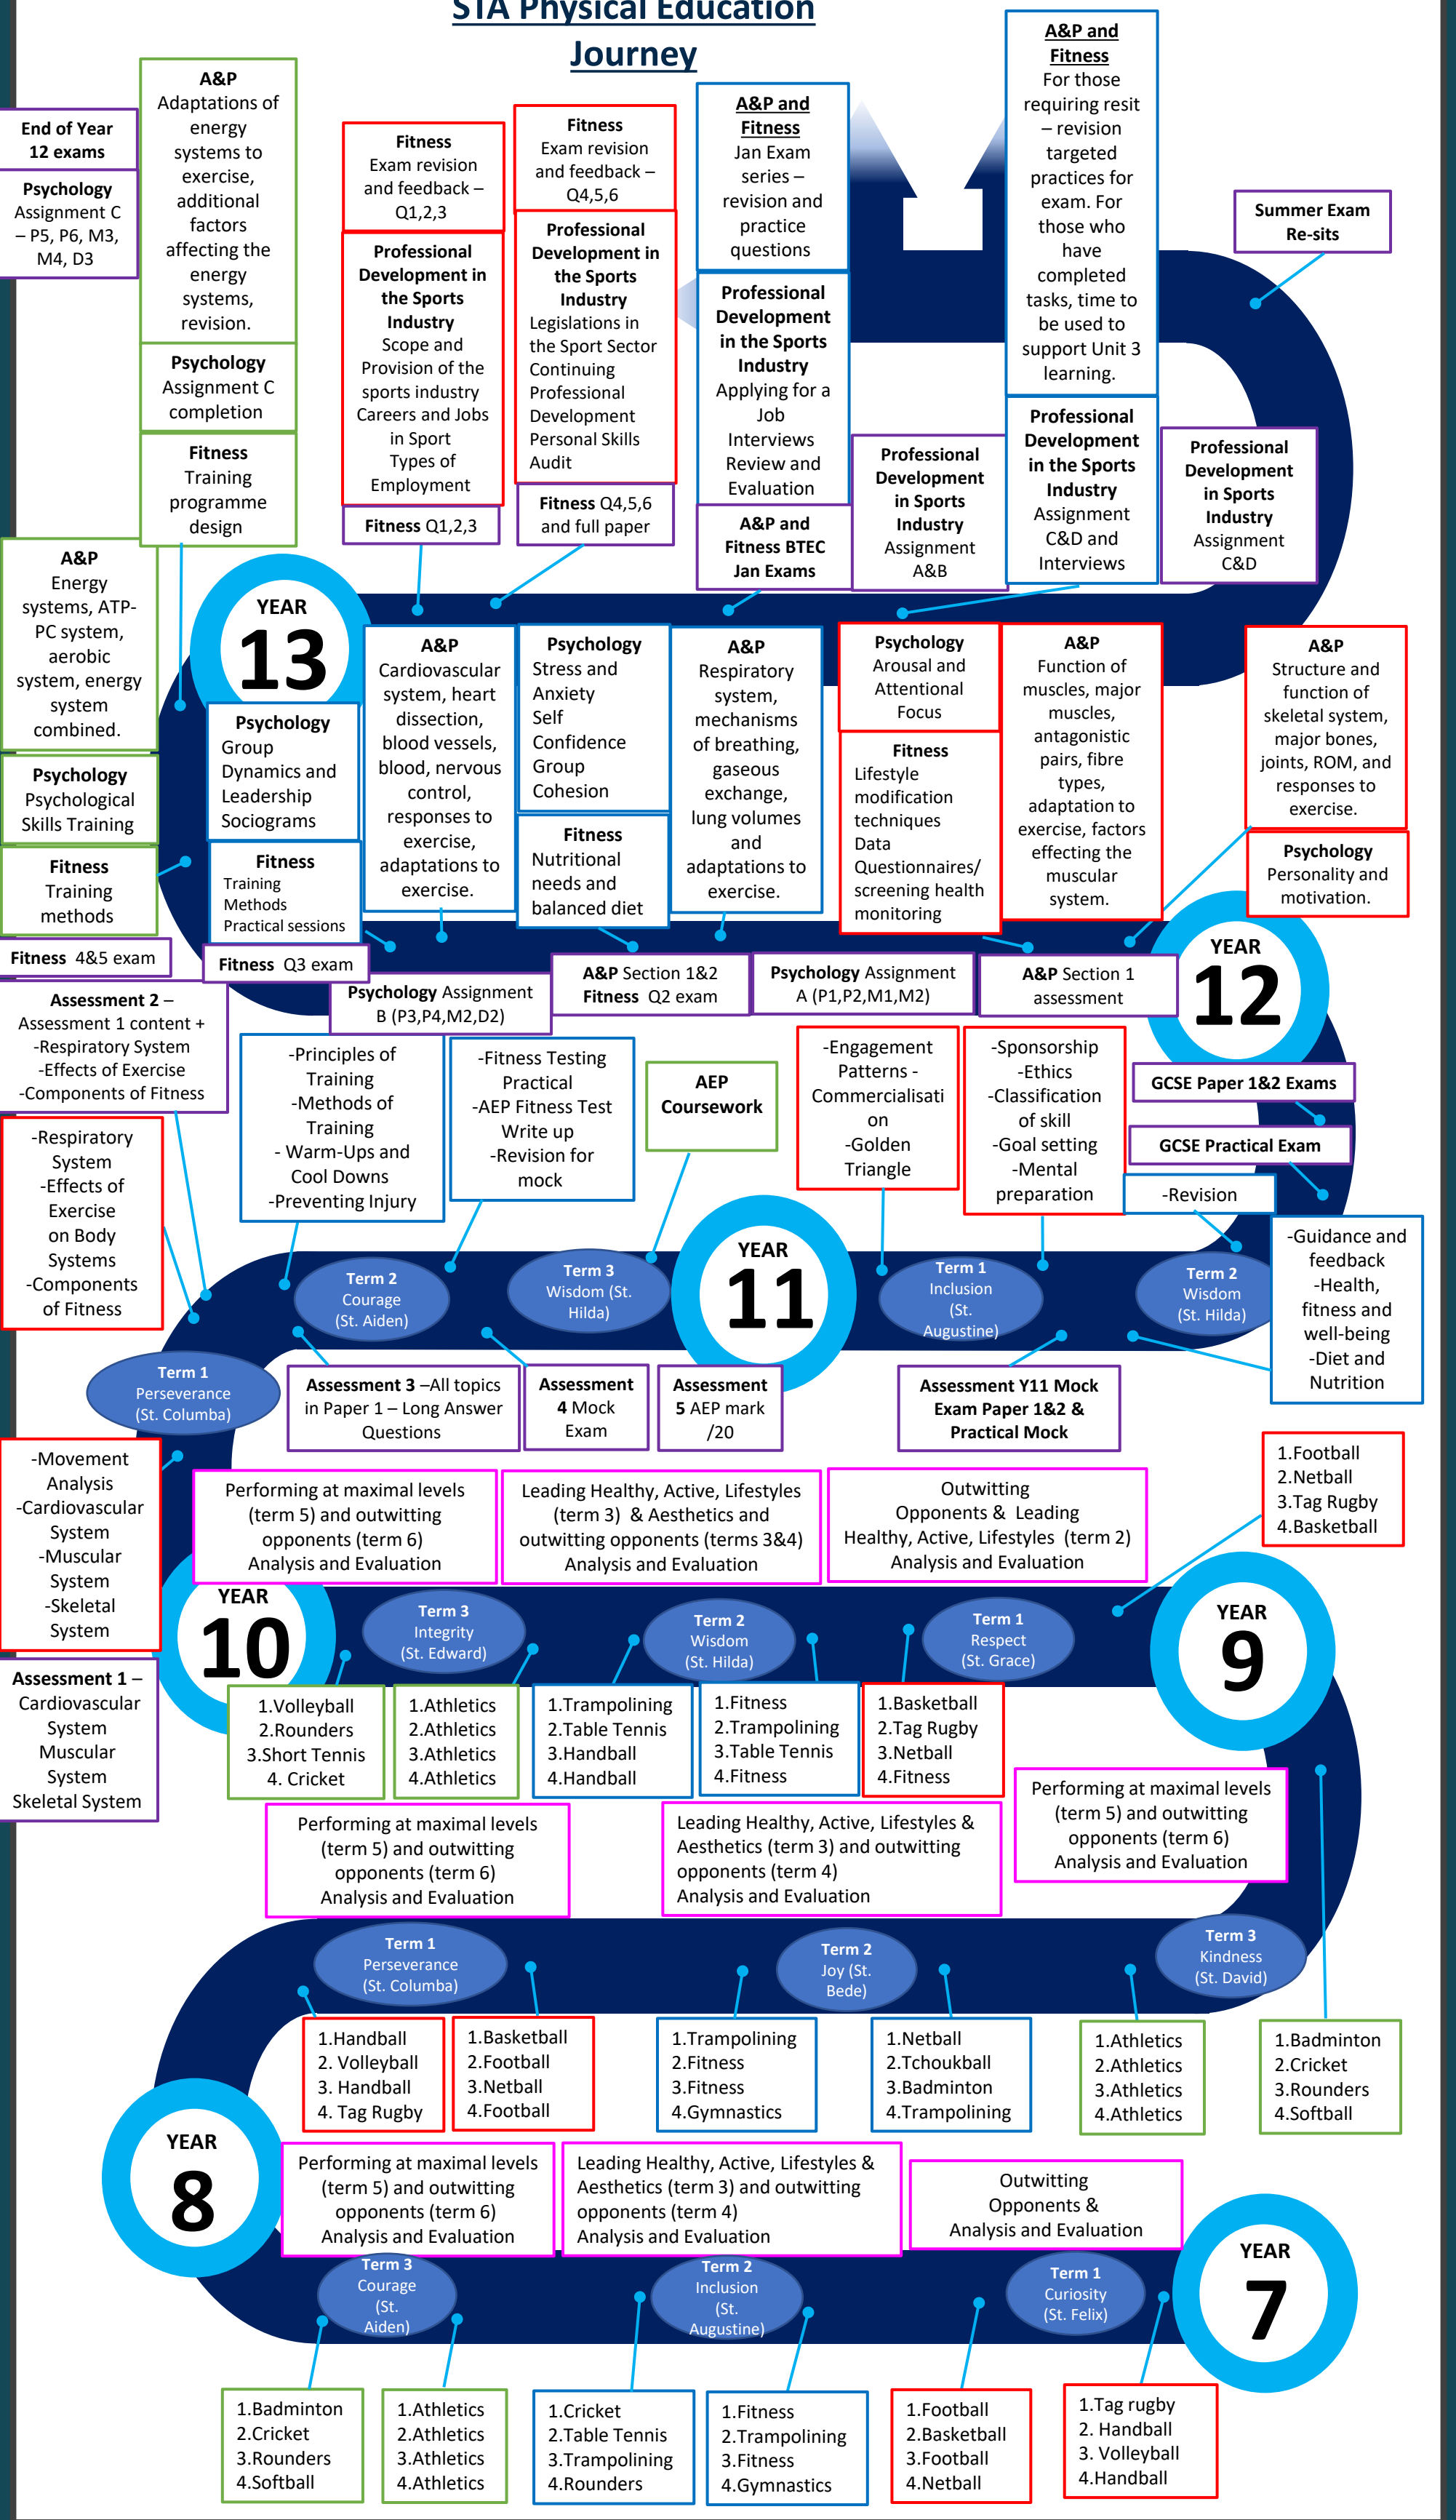 STA Physical Education
Journey
A&P and
Fitness
For those
requiring resit
– revision
targeted
practices for
exam. For
those who
have
completed
tasks, time to
be used to
support Unit 3
learning.
Professional
Development
in the Sports
Industry
Assignment
C&D and
Interviews
A&P
Adaptations of
energy
systems to
exercise,
additional
factors
affecting the
energy
systems,
revision.
Psychology
Assignment C
completion
Fitness
Training
programme
design
End of Year
12 exams
Psychology
Assignment C
– P5, P6, M3,
M4, D3
Fitness
Exam revision
and feedback –
Q1,2,3
Professional
Development in
the Sports
Industry
Scope and
Provision of the
sports industry
Careers and Jobs
in Sport
Types of
Employment
Fitness Q1,2,3
Fitness
Exam revision
and feedback –
Q4,5,6
Professional
Development in
the Sports
Industry
Legislations in
the Sport Sector
Continuing
Professional
Development
Personal Skills
Audit
Fitness Q4,5,6
and full paper
A&P and
Fitness
Jan Exam
series –
revision and
practice
questions
Professional
Development
in the Sports
Industry
Applying for a
Job
Interviews
Review and
Evaluation
A&P and
Fitness BTEC
Jan Exams
Professional
Development
in Sports
Industry
Assignment
A&B
Professional
Development
in Sports
Industry
Assignment
C&D
Summer Exam
Re-sits
A&P
Energy
systems, ATP-
PC system,
aerobic
system, energy
system
combined.
Psychology
Psychological
Skills Training
Fitness
Training
methods
Fitness 4&5 exam
YEAR
13
Psychology
Group
Dynamics and
Leadership
Sociograms
Fitness
Training
Methods
Practical sessions
Fitness Q3 exam
A&P
Cardiovascular
system, heart
dissection,
blood vessels,
blood, nervous
control,
responses to
exercise,
adaptations to
exercise.
Psychology
Stress and
Anxiety
Self
Confidence
Group
Cohesion
Fitness
Nutritional
needs and
balanced diet
A&P
Respiratory
system,
mechanisms
of breathing,
gaseous
exchange,
lung volumes
and
adaptations to
exercise.
Psychology
Arousal and
Attentional
Focus
Fitness
Lifestyle
modification
techniques
Data
Questionnaires/
screening health
monitoring
A&P
Function of
muscles, major
muscles,
antagonistic
pairs, fibre
types,
adaptation to
exercise, factors
effecting the
muscular
system.
A&P
Structure and
function of
skeletal system,
major bones,
joints, ROM, and
responses to
exercise.
Psychology
Personality and
motivation.
YEAR
12
Psychology Assignment
B (P3,P4,M2,D2)
A&P Section 1&2
Fitness Q2 exam
Psychology Assignment
A (P1,P2,M1,M2)
A&P Section 1
assessment
Assessment 2 –
Assessment 1 content +
-Respiratory System
-Effects of Exercise
-Components of Fitness
-Respiratory
System
-Effects of
Exercise
on Body
Systems
-Components
of Fitness
-Principles of
Training
-Methods of
Training
- Warm-Ups and
Cool Downs
-Preventing Injury
-Fitness Testing
Practical
-AEP Fitness Test
Write up
-Revision for
mock
AEP
Coursework
-Engagement
Patterns -
Commercialisati
on
-Golden
Triangle
-Sponsorship
-Ethics
-Classification
of skill
-Goal setting
-Mental
preparation
GCSE Paper 1&2 Exams
GCSE Practical Exam
-Revision
-Guidance and
feedback
-Health,
fitness and
well-being
-Diet and
Nutrition
Term 1
Perseverance
(St. Columba)
Term 2
Courage
(St. Aiden)
Term 3
Wisdom (St.
Hilda)
YEAR
11
Term 1
Inclusion
(St.
Augustine)
Term 2
Wisdom
(St. Hilda)
Assessment 3 –All topics
in Paper 1 – Long Answer
Questions
Assessment
4 Mock
Exam
Assessment
5 AEP mark
/20
Assessment Y11 Mock
Exam Paper 1&2 &
Practical Mock
-Movement
Analysis
-Cardiovascular
System
-Muscular
System
-Skeletal
System
Assessment 1 –
Cardiovascular
System
Muscular
System
Skeletal System
Performing at maximal levels
(term 5) and outwitting
opponents (term 6)
Analysis and Evaluation
Leading Healthy, Active, Lifestyles
(term 3) & Aesthetics and
outwitting opponents (terms 3&4)
Analysis and Evaluation
Outwitting
Opponents & Leading
Healthy, Active, Lifestyles (term 2)
Analysis and Evaluation
1.Football
2.Netball
3.Tag Rugby
4.Basketball
YEAR
10
Term 3
Integrity
(St. Edward)
Term 2
Wisdom
(St. Hilda)
Term 1
Respect
(St. Grace)
YEAR
9
1.Volleyball
2.Rounders
3.Short Tennis
4. Cricket
1.Athletics
2.Athletics
3.Athletics
4.Athletics
1.Trampolining
2.Table Tennis
3.Handball
4.Handball
1.Fitness
2.Trampolining
3.Table Tennis
4.Fitness
1.Basketball
2.Tag Rugby
3.Netball
4.Fitness
Performing at maximal levels
(term 5) and outwitting
opponents (term 6)
Analysis and Evaluation
Leading Healthy, Active, Lifestyles &
Aesthetics (term 3) and outwitting
opponents (term 4)
Analysis and Evaluation
Performing at maximal levels
(term 5) and outwitting
opponents (term 6)
Analysis and Evaluation
Term 1
Perseverance
(St. Columba)
Term 2
Joy (St.
Bede)
Term 3
Kindness
(St. David)
1.Handball
2. Volleyball
3. Handball
4. Tag Rugby
1.Basketball
2.Football
3.Netball
4.Football
1.Trampolining
2.Fitness
3.Fitness
4.Gymnastics
1.Netball
2.Tchoukball
3.Badminton
4.Trampolining
1.Athletics
2.Athletics
3.Athletics
4.Athletics
1.Badminton
2.Cricket
3.Rounders
4.Softball
YEAR
8
Performing at maximal levels
(term 5) and outwitting
opponents (term 6)
Analysis and Evaluation
Leading Healthy, Active, Lifestyles &
Aesthetics (term 3) and outwitting
opponents (term 4)
Analysis and Evaluation
Outwitting
Opponents &
Analysis and Evaluation
Term 3
Courage
(St.
Aiden)
Term 2
Inclusion
(St.
Augustine)
Term 1
Curiosity
(St. Felix)
YEAR
7
1.Badminton
2.Cricket
3.Rounders
4.Softball
1.Athletics
2.Athletics
3.Athletics
4.Athletics
1.Cricket
2.Table Tennis
3.Trampolining
4.Rounders
1.Fitness
2.Trampolining
3.Fitness
4.Gymnastics
1.Football
2.Basketball
3.Football
4.Netball
1.Tag rugby
2. Handball
3. Volleyball
4.Handball